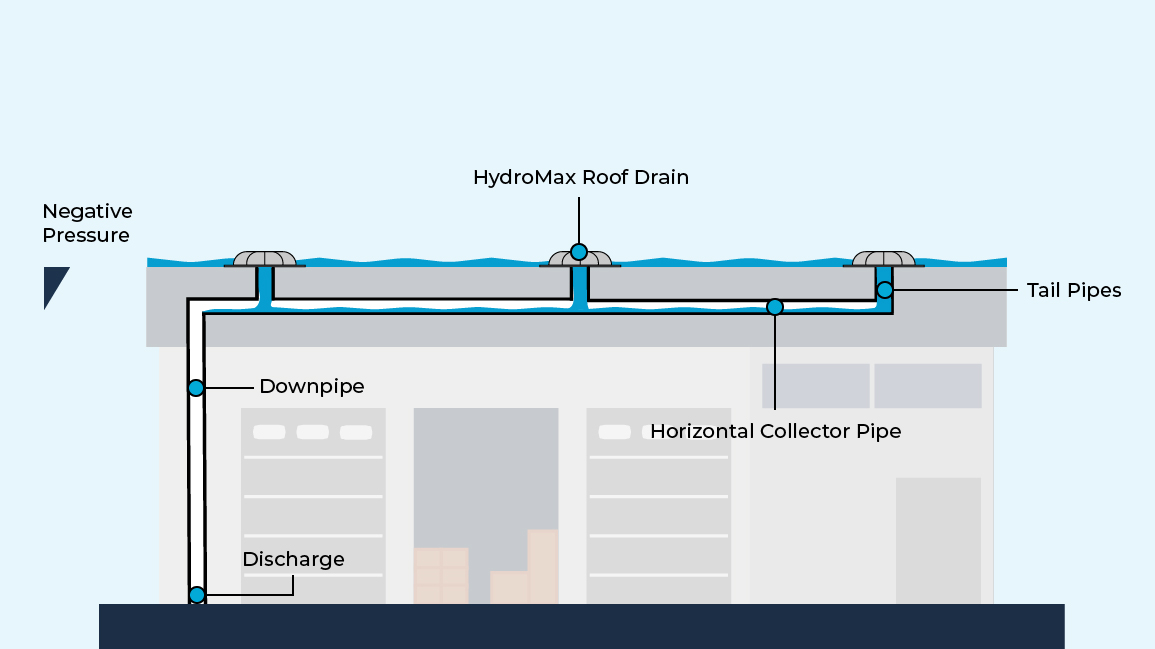 HydroMax Roof Drain
Negative
Pressure
Tail Pipes
Downpipe
Horizontal Collector Pipe
Discharge